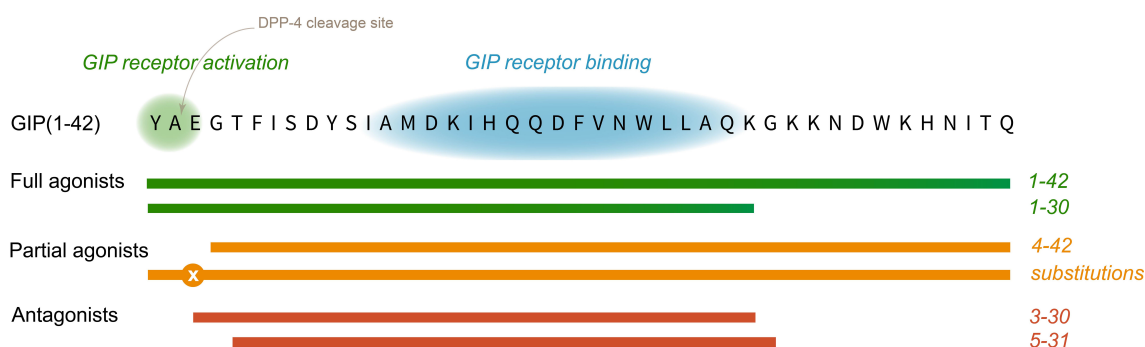 DPP-4 cleavage site
GIP receptor activation
GIP receptor binding
GIP(1-42)
Y A E G T F I S D Y S I A M D K I H Q Q D F V N W L L A Q K G K K N D W K H N I T Q
Full agonists
1-42
1-30
Partial agonists
4-42
x
substitutions
Antagonists
3-30
5-31